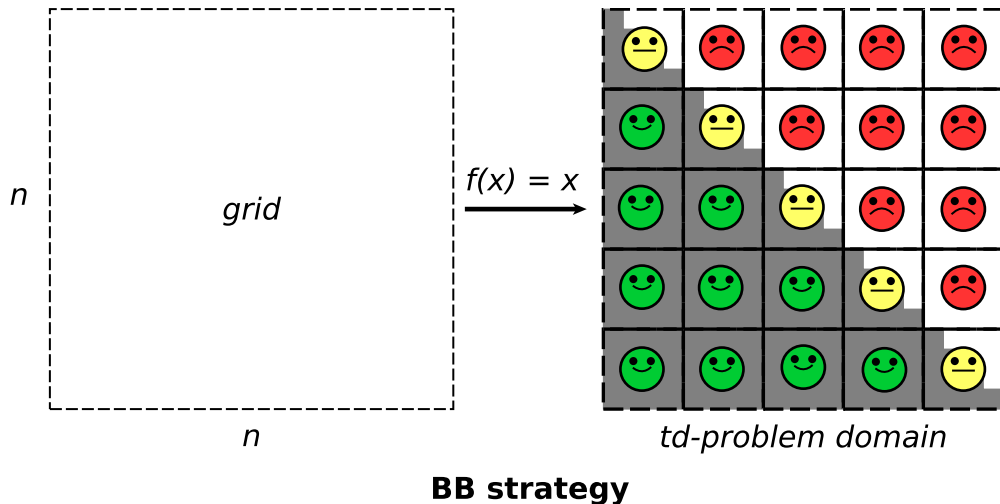 n
grid
f(x) = x
n
td-problem domain
BB strategy